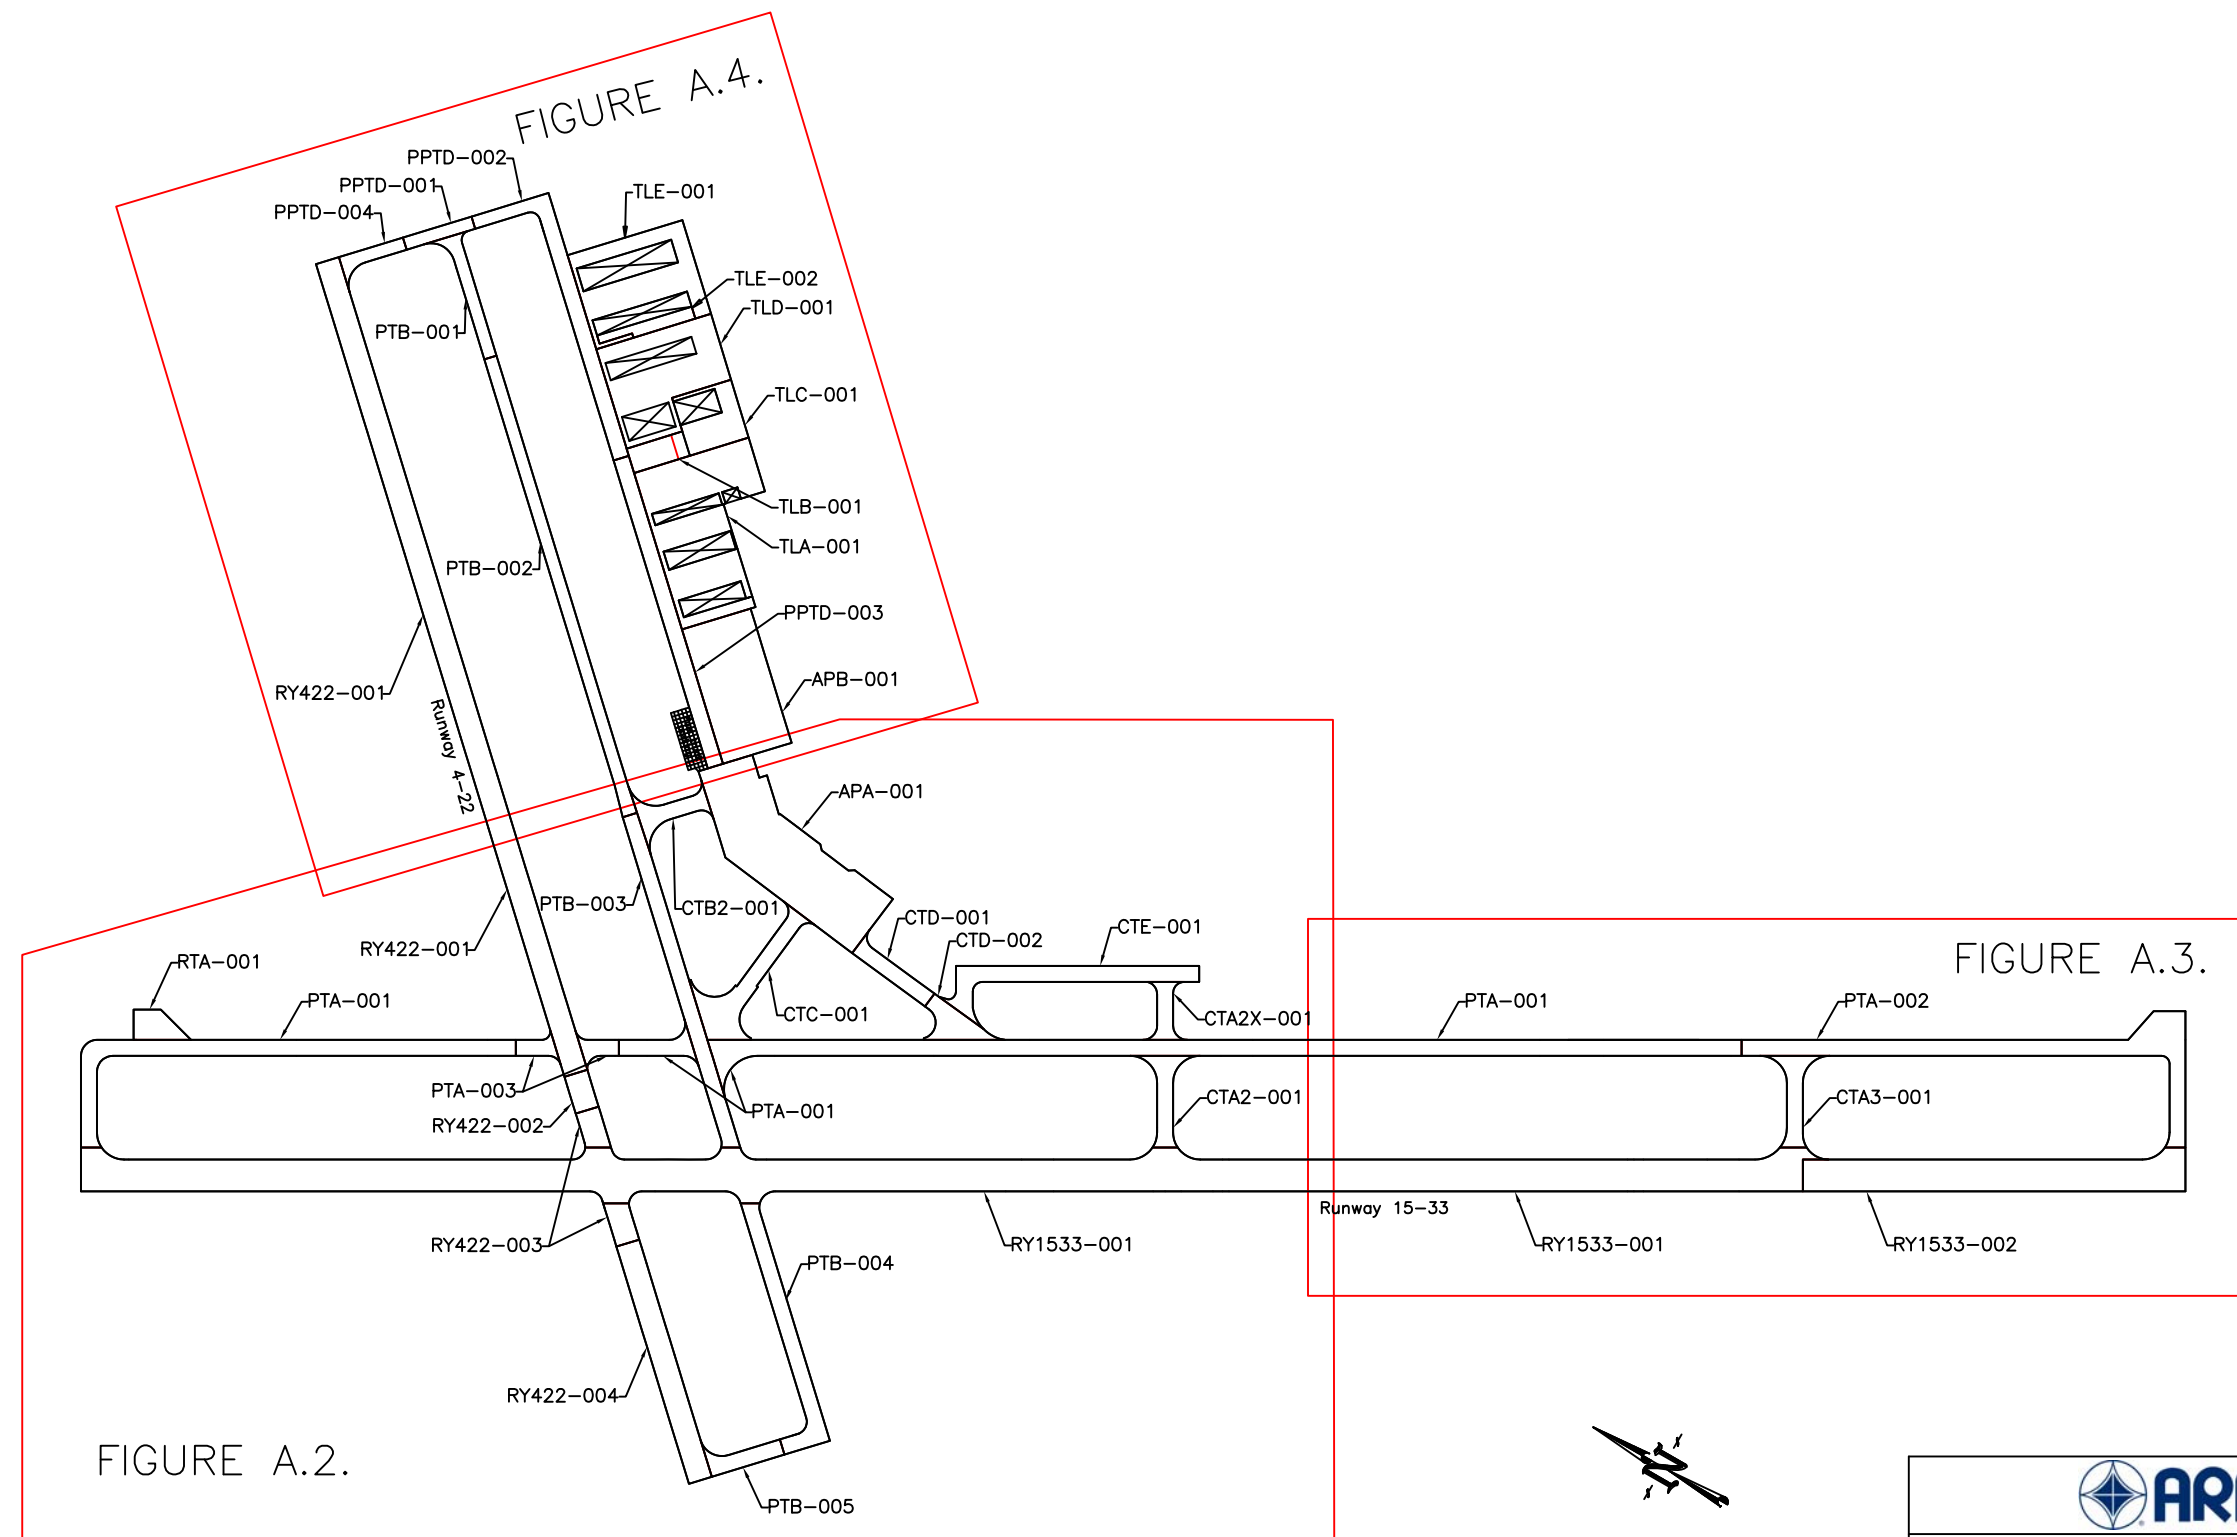 FIGURE A.4.
PPTD-002
PPTD-001
PPTD-004
TLE-001
TLE-002
TLD-001
PTB-001
TLC-001
TLB-001
TLA-001
PTB-002
PPTD-003
APB-001
RY422-001
Runway 4-22
APA-001
PTB-003
CTB2-001
CTD-001
CTD-002
CTE-001
RY422-001
RTA-001
FIGURE A.3.
PTA-001
CTC-001
CTA2X-001
PTA-001
PTA-002
PTA-003
PTA-001
CTA2-001
CTA3-001
RY422-002
Runway 15-33
RY422-003
RY1533-001
RY1533-001
RY1533-002
PTB-004
RY422-004
FIGURE A.2.
PTB-005
N